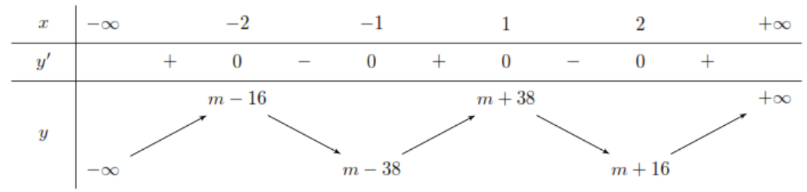 x −∞ −2 −1 1 2 +∞
y′ + 0 − 0 + 0 − 0 +
m − 16 m + 38 +∞
y
−∞ m − 38 m + 16